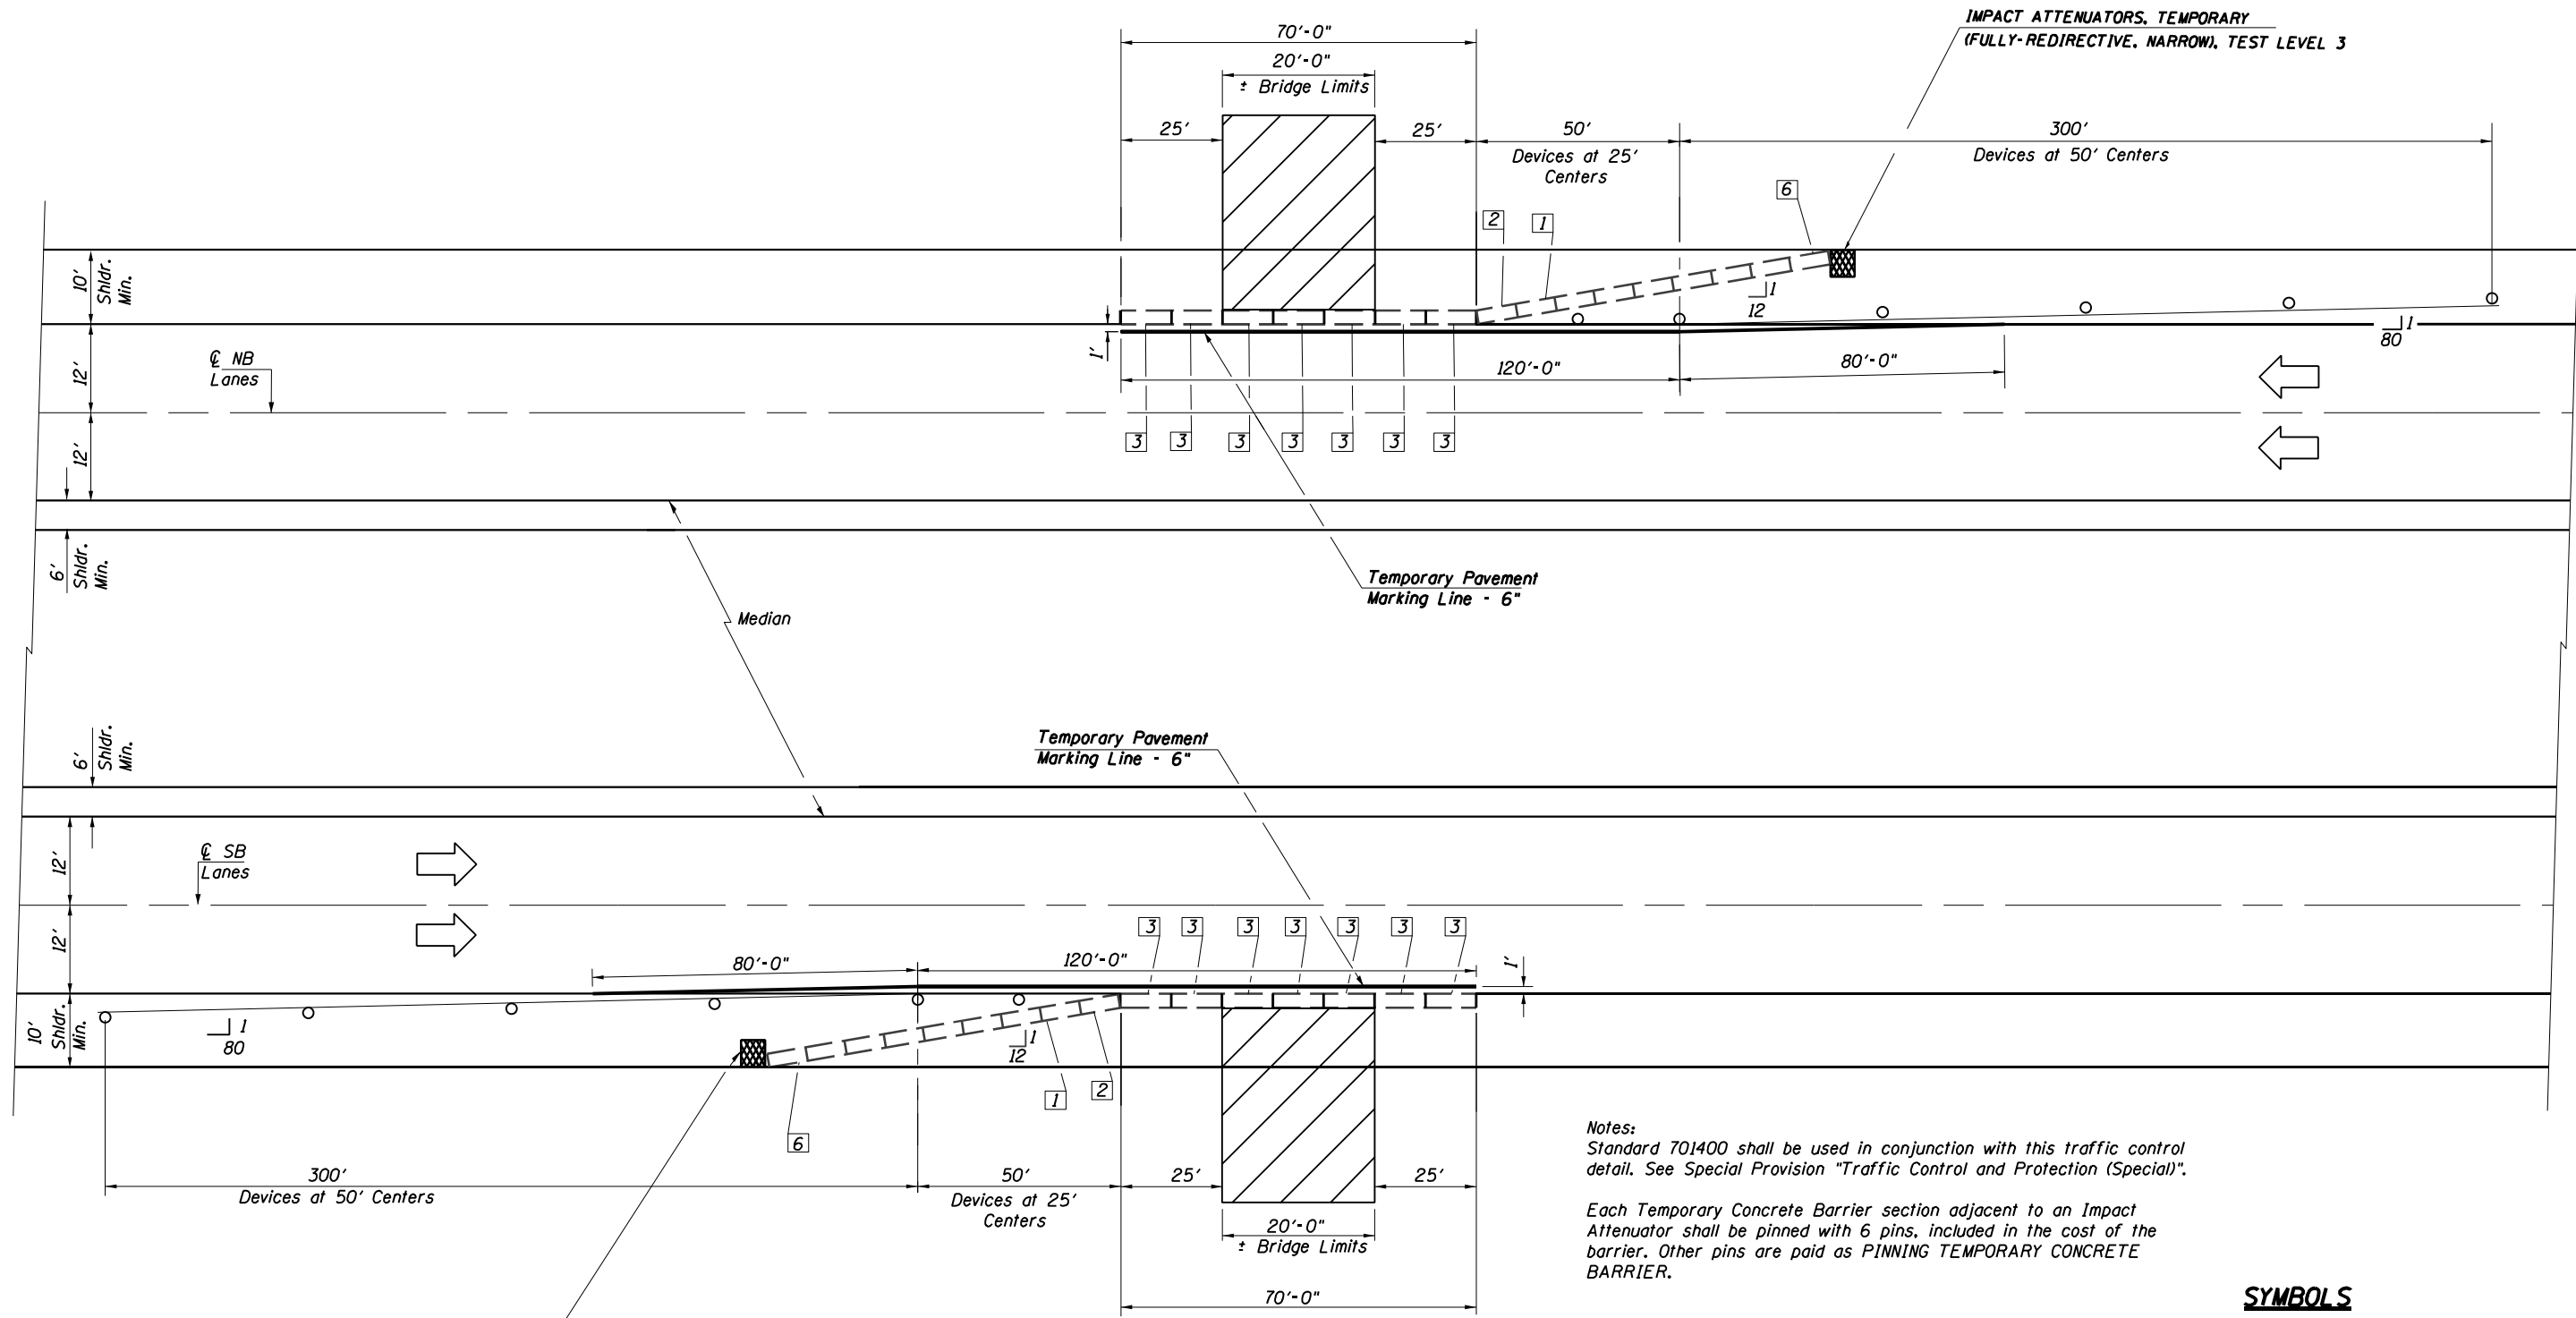 IMPACT ATTENUATORS, TEMPORARY
(FULLY-REDIRECTIVE, NARROW), TEST LEVEL 3
70'-0"
20'-0"
± Bridge Limits
25'
25'
50'
Devices at 25'
Centers
300'
Devices at 50' Centers
6
2
1
10'
Shldr.
Min.
1
12
1
80
1'
12'
℄ NB
Lanes
120'-0"
80'-0"
3 3 3 3 3 3 3
12'
6'
Shldr.
Min.
Temporary Pavement
Marking Line - 6"
Median
6'
Shldr.
Min.
Temporary Pavement
Marking Line - 6"
12'
℄ SB
Lanes
12'
3 3 3 3 3 3 3
80'-0"
120'-0"
1'
10'
Shldr.
Min.
1
80
1
12
1
2
6
300'
Devices at 50' Centers
50'
Devices at 25'
Centers
25'
25'
20'-0"
± Bridge Limits
70'-0"
Notes:
Standard 701400 shall be used in conjunction with this traffic control
detail. See Special Provision "Traffic Control and Protection (Special)".
Each Temporary Concrete Barrier section adjacent to an Impact
Attenuator shall be pinned with 6 pins, included in the cost of the
barrier. Other pins are paid as PINNING TEMPORARY CONCRETE
BARRIER.
SYMBOLS